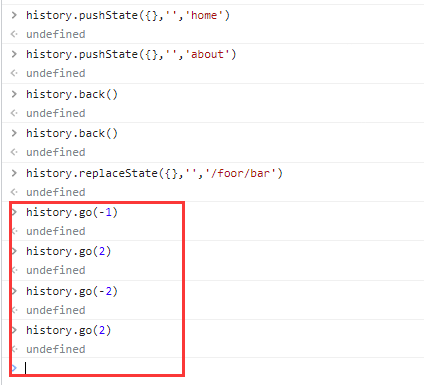 > history.pushState({},'','home')
< undefined
> history.pushState({},'','about')
< undefined
> history.back()
< undefined
> history.back()
< undefined
> history.replaceState({},'','/foor/bar')
< undefined
> history.go(-1)
< undefined
> history.go(2)
< undefined
> history.go(-2)
< undefined
> history.go(2)
< undefined
>